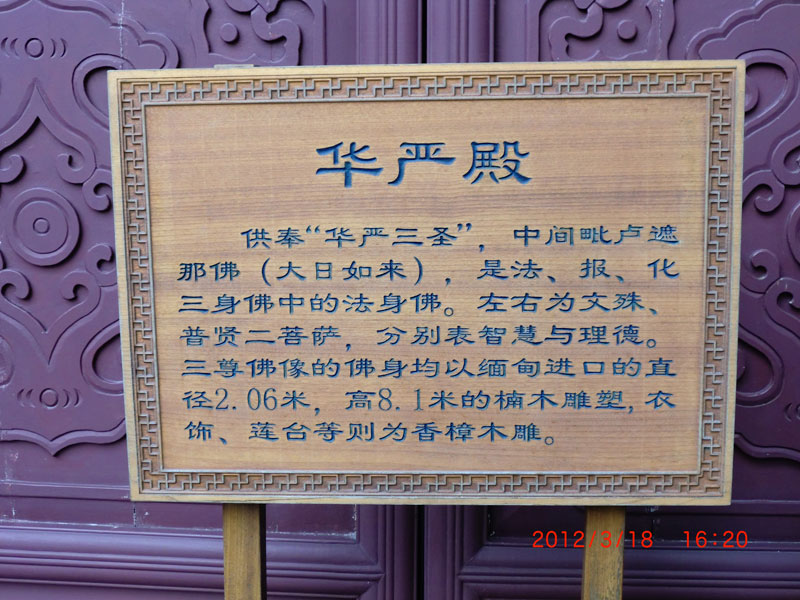 华严殿
供奉“华严三圣”，中间毗卢遮
那佛（大日如来），是法、报、化
三身佛中的法身佛。左右为文殊、
普贤二菩萨，分别表智慧与理德。
三尊佛像的佛身均以缅甸进口的直
径2.06米，高8.1米的楠木雕塑,衣
饰、莲台等则为香樟木雕。
2012/3/18 16:20